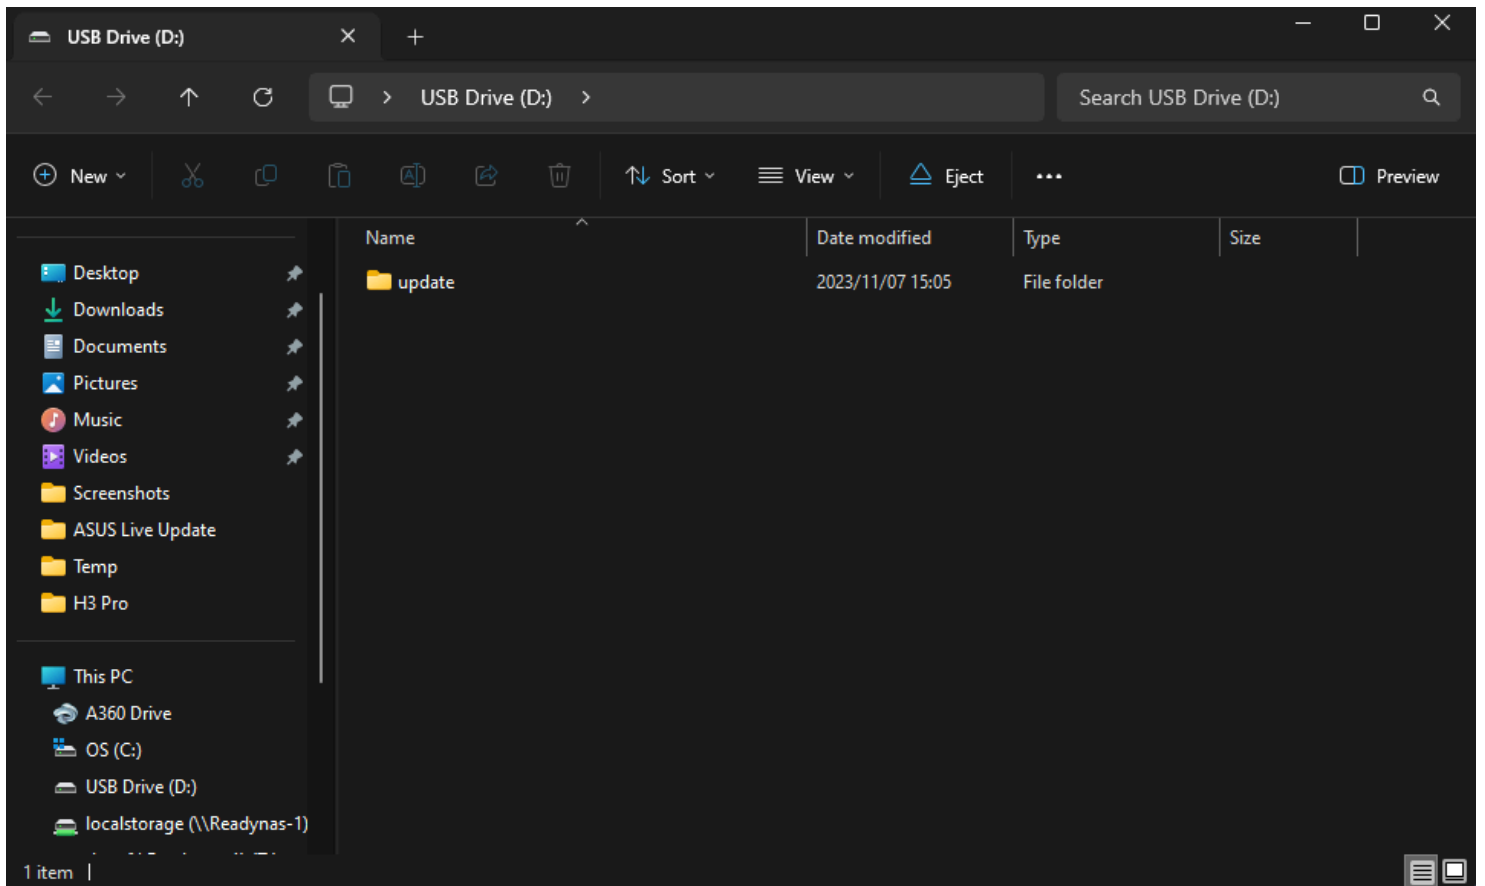 USB Drive (D:)
USB Drive (D:)
Search USB Drive (D:)
New
Sort
View
Eject
Preview
Name
Date modified
Type
Size
Desktop
Downloads
Documents
Pictures
Music
Videos
Screenshots
ASUS Live Update
Temp
H3 Pro
This PC
A360 Drive
OS (C:)
USB Drive (D:)
localstorage (\\Readynas-1)
update
2023/11/07 15:05
File folder
1 item